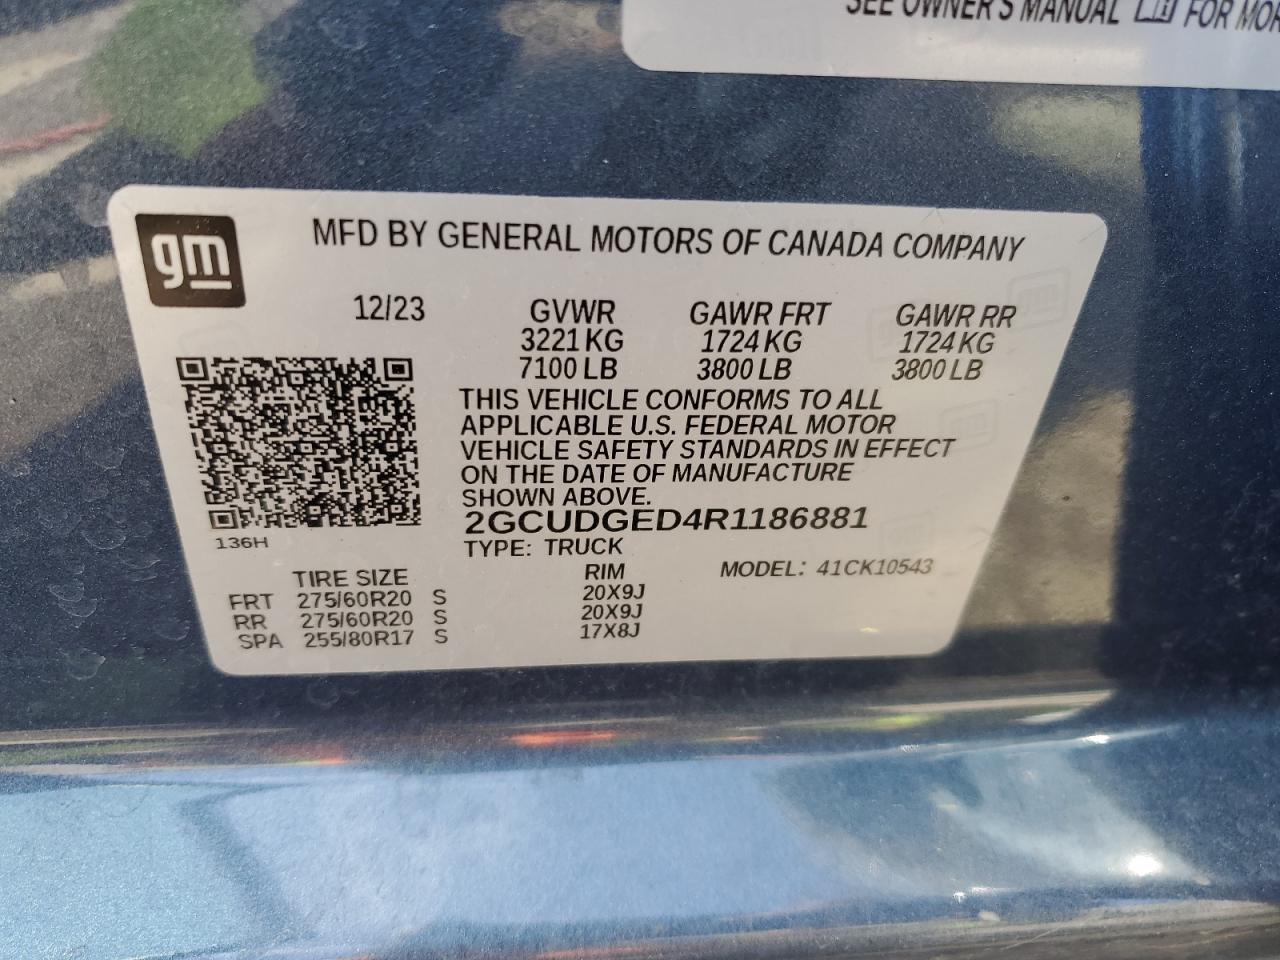 SEE OWNER'S MANUAL FOR MOR
gm
MFD BY GENERAL MOTORS OF CANADA COMPANY
12/23 GVWR GAWR FRT GAWR RR
3221 KG 1724 KG 1724 KG
7100 LB 3800 LB 3800 LB
THIS VEHICLE CONFORMS TO ALL
APPLICABLE U.S. FEDERAL MOTOR
VEHICLE SAFETY STANDARDS IN EFFECT
ON THE DATE OF MANUFACTURE
SHOWN ABOVE.
2GCUDGED4R1186881
136H
TYPE: TRUCK
TIRE SIZE RIM MODEL: 41CK10543
FRT 275/60R20 S 20X9J
RR 275/60R20 S 20X9J
SPA 255/80R17 S 17X8J